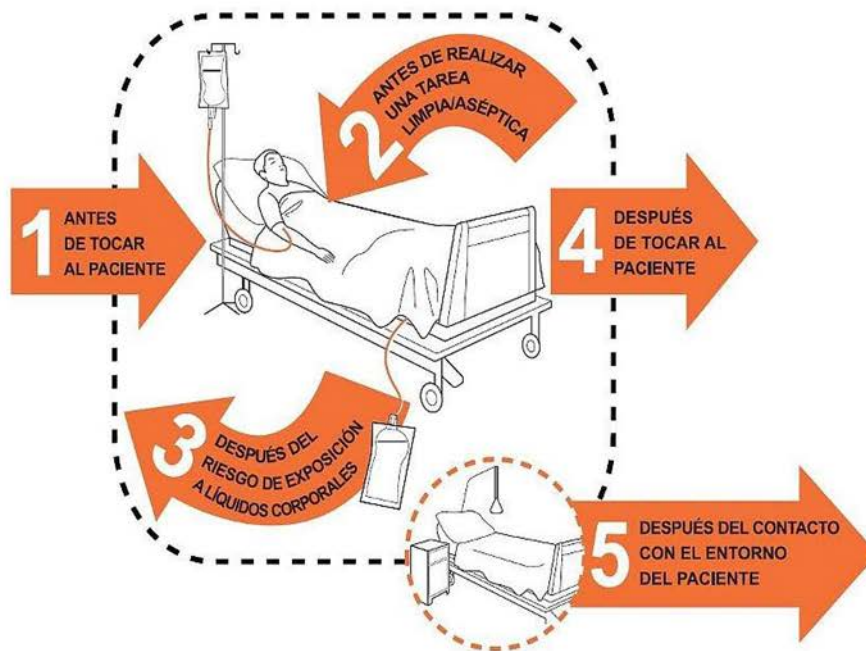 1
ANTES
DE TOCAR
AL PACIENTE
2
ANTES DE REALIZAR
UNA TAREA
LIMPIA/ASÉPTICA
3
DESPUÉS DEL
RIESGO DE EXPOSICIÓN
A LÍQUIDOS CORPORALES
4
DESPUÉS
DE TOCAR AL
PACIENTE
5
DESPUÉS DEL CONTACTO
CON EL ENTORNO
DEL PACIENTE